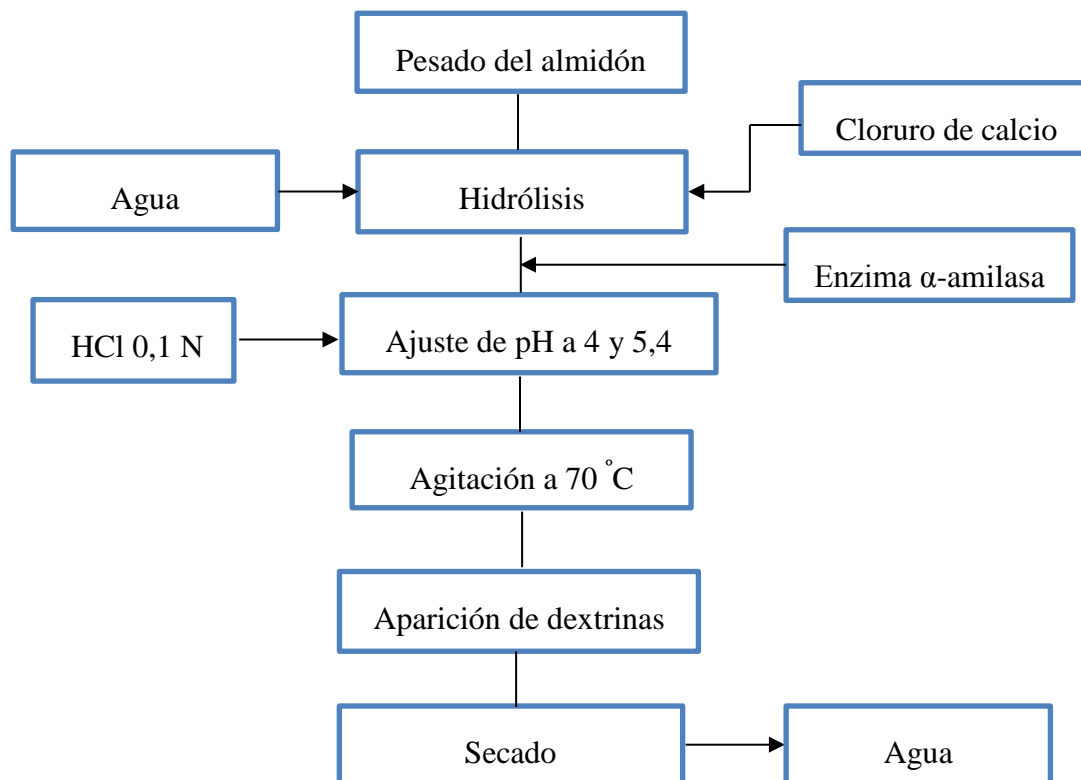 Pesado del almidón
Cloruro de calcio
Agua
Hidrólisis
Enzima α-amilasa
HCl 0,1 N
Ajuste de pH a 4 y 5,4
Agitación a 70 °C
Aparición de dextrinas
Secado
Agua